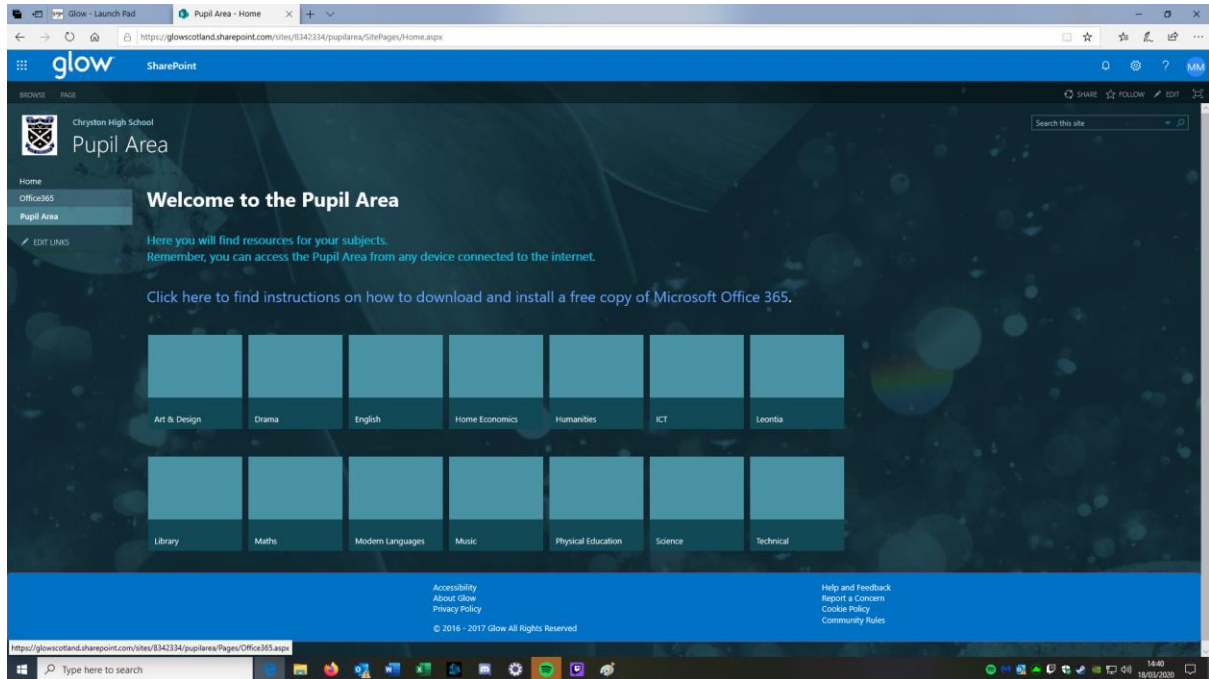 Glow - Launch Pad
Pupil Area - Home
https://glowscotland.sharepoint.com/sites/8342334/pupilarea/SitePages/Home.aspx
glow
SharePoint
MM
BROWSE PAGE
SHARE FOLLOW EDIT
Chryston High School
Pupil Area
Search this site
Home
Office365
Pupil Area
EDIT LINKS
Welcome to the Pupil Area
Here you will find resources for your subjects.
Remember, you can access the Pupil Area from any device connected to the internet.
Click here to find instructions on how to download and install a free copy of Microsoft Office 365.
Art & Design
Drama
English
Home Economics
Humanities
ICT
Leontia
Library
Maths
Modern Languages
Music
Physical Education
Science
Technical
Accessibility
About Glow
Privacy Policy
© 2016 - 2017 Glow All Rights Reserved
Help and Feedback
Report a Concern
Cookie Policy
Community Rules
https://glowscotland.sharepoint.com/sites/8342334/pupilarea/Pages/Office365.aspx
Type here to search
14:40
18/03/2020